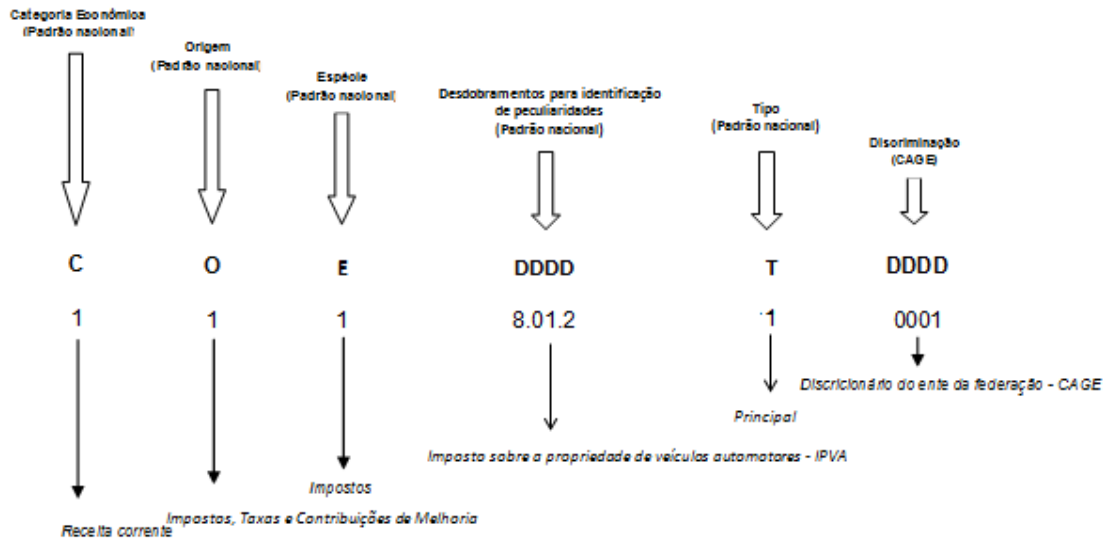 Categoria Econômica
(Padrão nacional)
Origem
(Padrão nacional(
Espécie
(Padrão nacional(
Desdobramentos para identificação
de peculiaridades
(Padrão nacional)
Tipo
(Padrão nacional)
Discriminação
(CAGE)
C O E DDDD T DDDD
1 1 1 8.01.2 1 0001
Discricionário do ente da federação - CAGE
Principal
Imposto sobre a propriedade de veículas automotores - IPVA
Impostos
Impostos, Taxas e Contribuições de Melhoria
Receita corrente